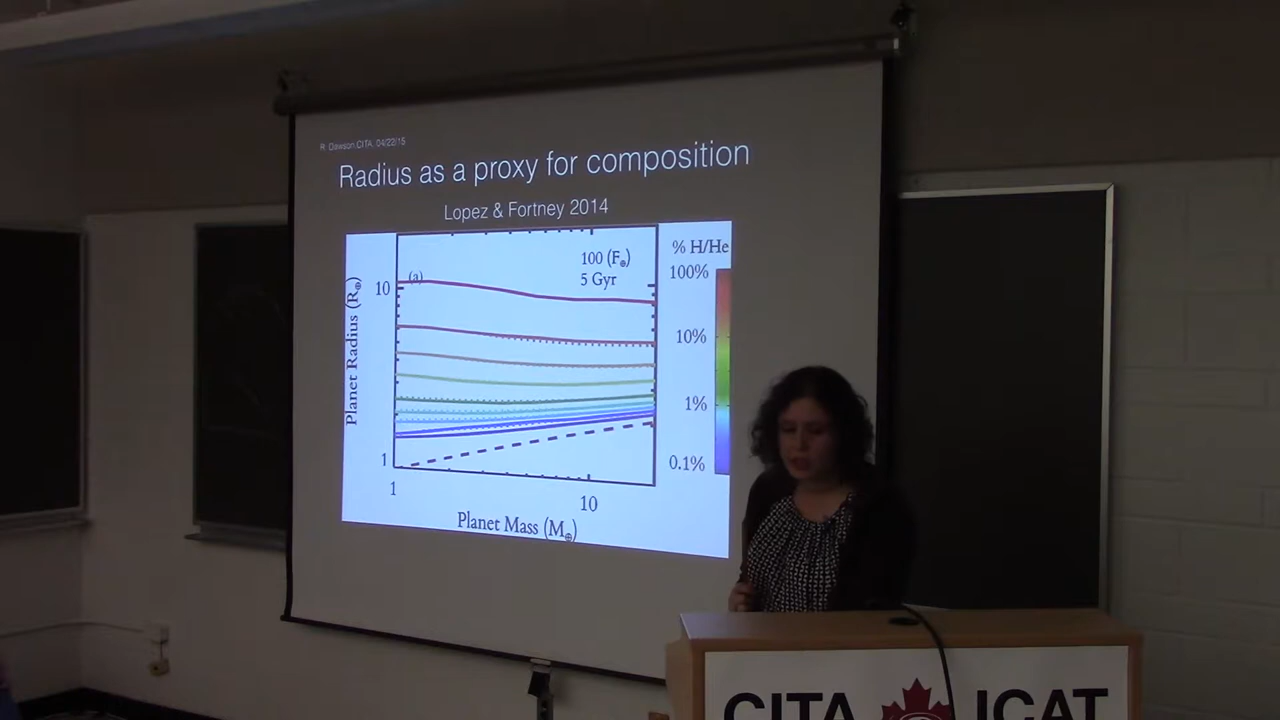 R. Dawson,CITA, 04/22/15
Radius as a proxy for composition
Lopez & Fortney 2014
% H/He
100 (F⊕)
5 Gyr
(a)
100%
10
10%
1%
1
0.1%
Planet Radius (R⊕)
1
10
Planet Mass (M⊕)
CITA ICAT